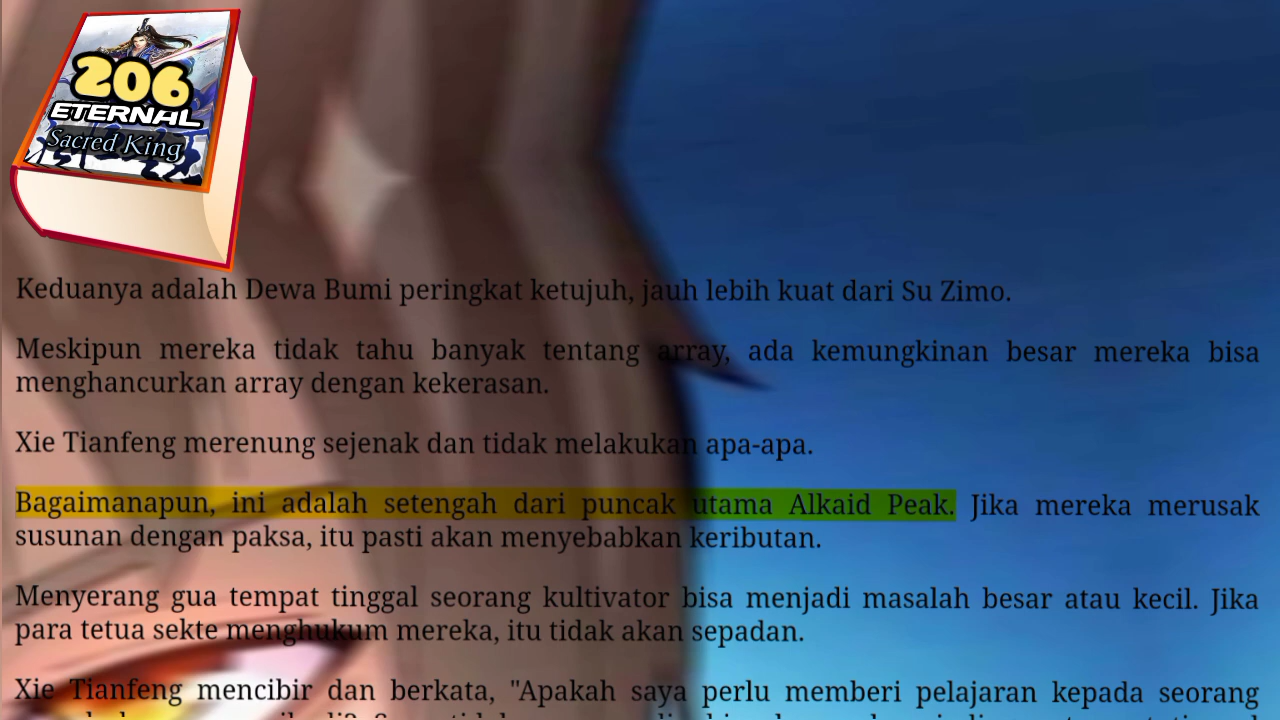 206
ETERNAL
Sacred King
Keduanya adalah Dewa Bumi peringkat ketujuh, jauh lebih kuat dari Su Zimo.
Meskipun mereka tidak tahu banyak tentang array, ada kemungkinan besar mereka bisa
menghancurkan array dengan kekerasan.
Xie Tianfeng merenung sejenak dan tidak melakukan apa-apa.
Bagaimanapun, ini adalah setengah dari puncak utama Alkaid Peak. Jika mereka merusak
susunan dengan paksa, itu pasti akan menyebabkan keributan.
Menyerang gua tempat tinggal seorang kultivator bisa menjadi masalah besar atau kecil. Jika
para tetua sekte menghukum mereka, itu tidak akan sepadan.
Xie Tianfeng mencibir dan berkata, "Apakah saya perlu memberi pelajaran kepada seorang